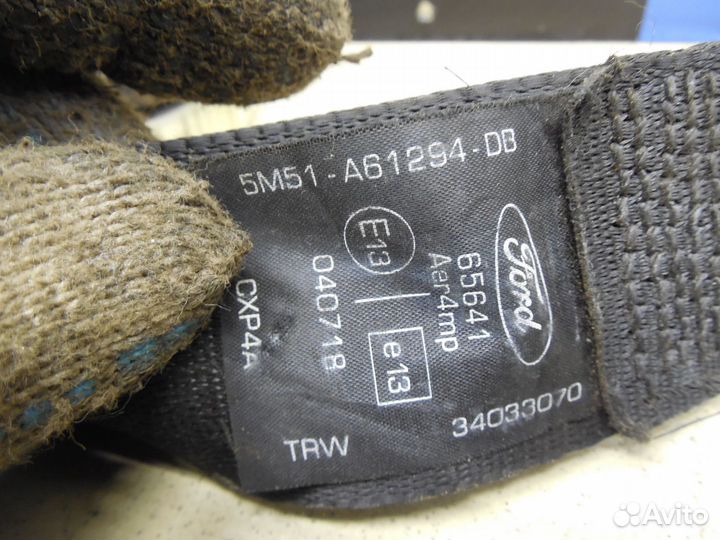 5M51-A61294-DB
E13
040718
e13
65641
Aer4mp
Ford
CXP4A
TRW
34033070
Avito